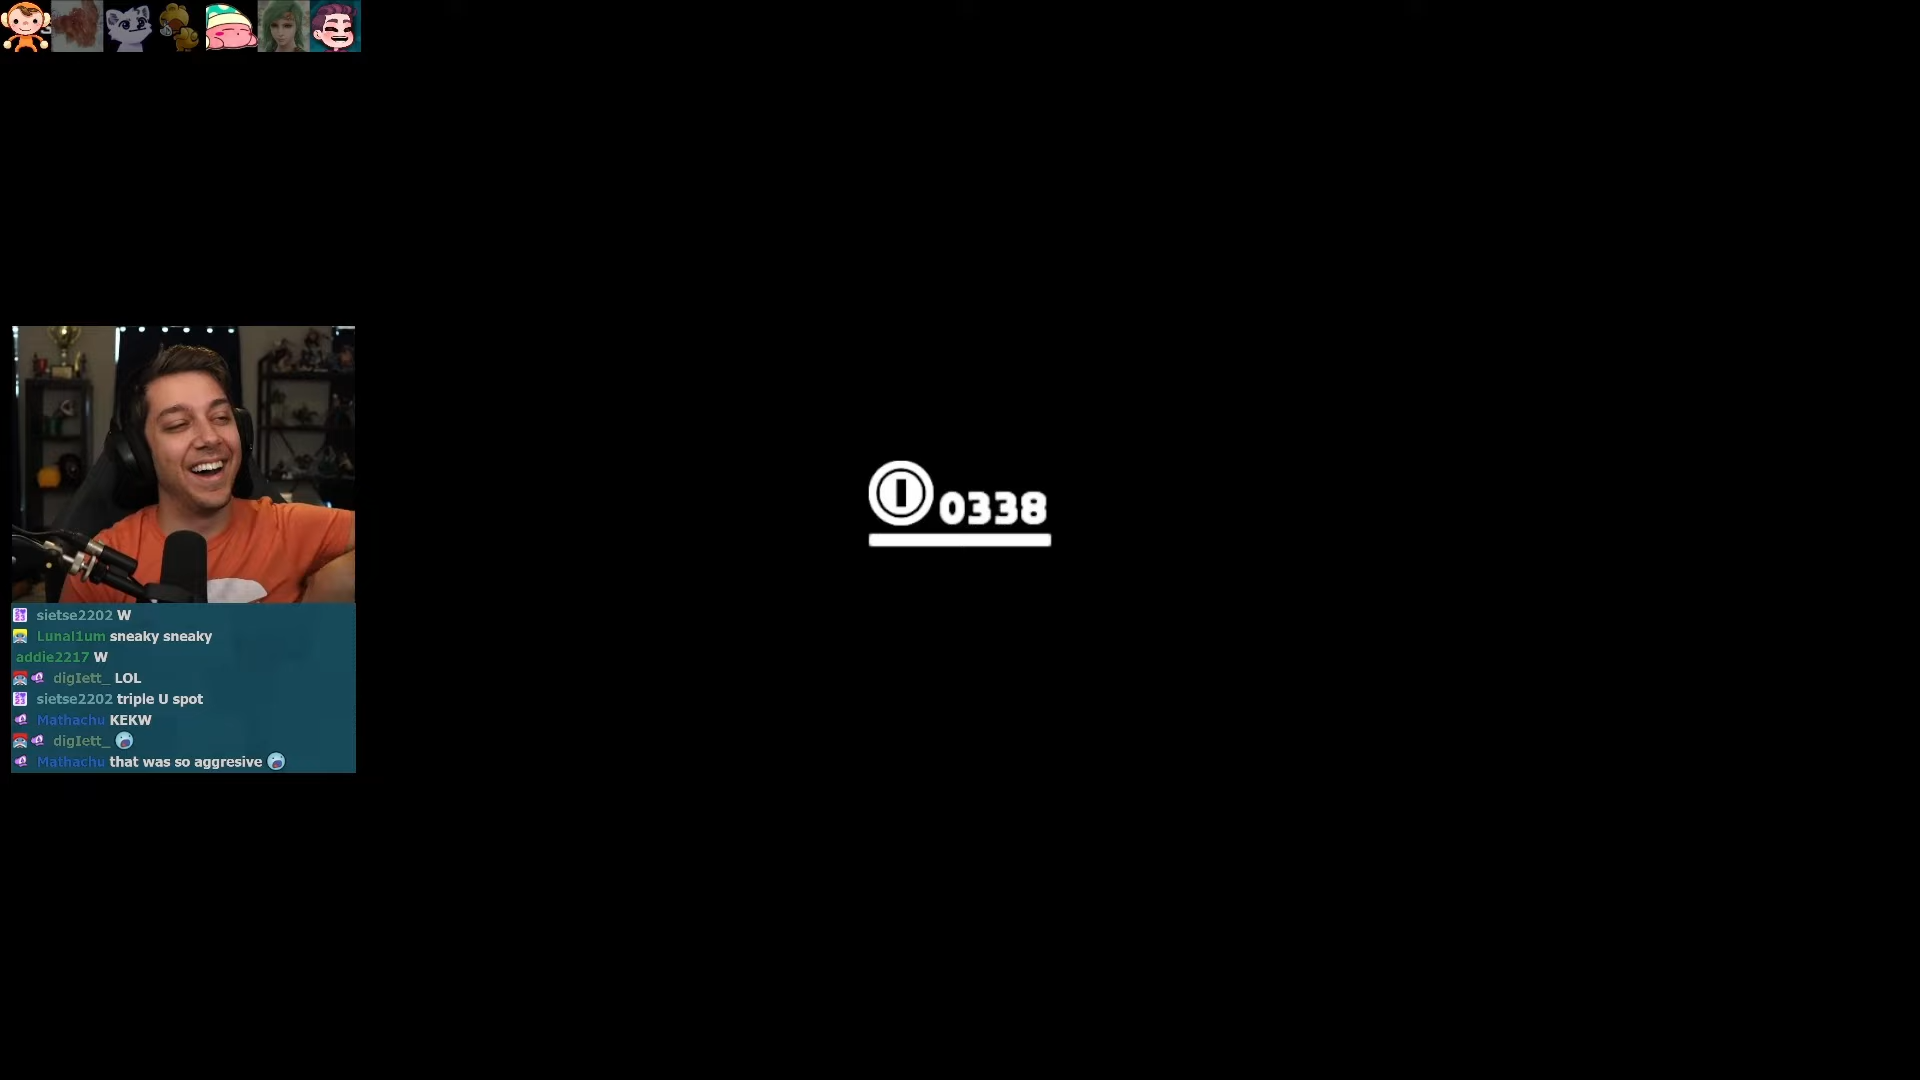 0338
sietse2202 W
Lunal1um sneaky sneaky
addie2217 W
digIett_ LOL
sietse2202 triple U spot
Mathachu KEKW
digIett_
Mathachu that was so aggresive